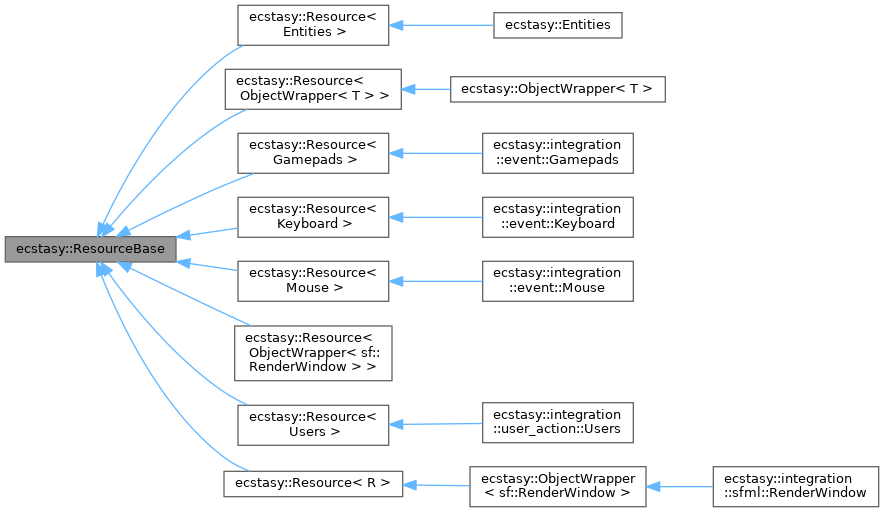 ecstasy::Resource<
Entities >
ecstasy::Entities
ecstasy::Resource<
ObjectWrapper< T > >
ecstasy::ObjectWrapper< T >
ecstasy::Resource<
Gamepads >
ecstasy::integration
::event::Gamepads
ecstasy::Resource<
Keyboard >
ecstasy::integration
::event::Keyboard
ecstasy::ResourceBase
ecstasy::Resource<
Mouse >
ecstasy::integration
::event::Mouse
ecstasy::Resource<
ObjectWrapper< sf::
RenderWindow > >
ecstasy::Resource<
Users >
ecstasy::integration
::user_action::Users
ecstasy::Resource< R >
ecstasy::ObjectWrapper
< sf::RenderWindow >
ecstasy::integration
::sfml::RenderWindow